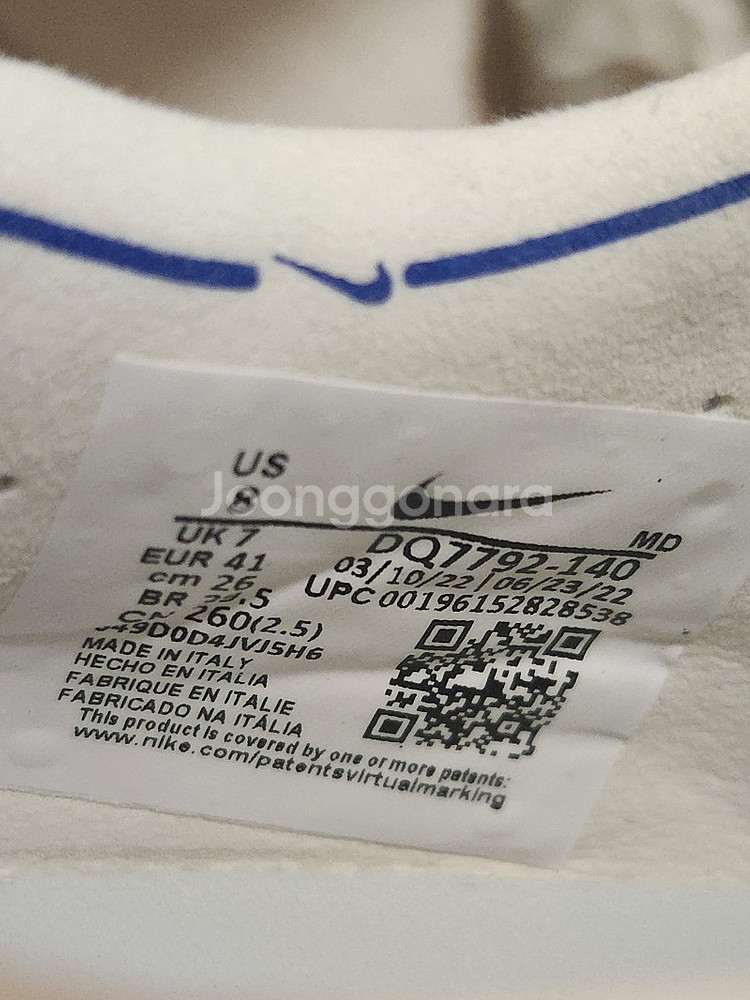 US
8
UK 7
EUR 41
cm 26
BR
260(2.5)
MD
DQ7792-140
03/10/22 | 06/23/22
UPC 00196152828538
MADE IN ITALY
HECHO EN ITALIA
FABRIQUE EN ITALIE
FABRICADO NA ITÁLIA
This product is covered by one or more patents:
www.nike.com/patentsvirtualmarking
Joonggonara